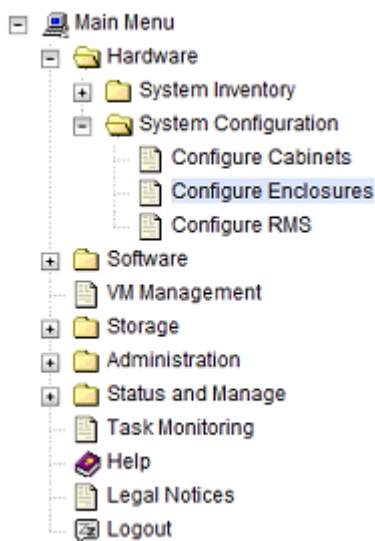 Main Menu
Hardware
System Inventory
System Configuration
Configure Cabinets
Configure Enclosures
Configure RMS
Software
VM Management
Storage
Administration
Status and Manage
Task Monitoring
Help
Legal Notices
Logout